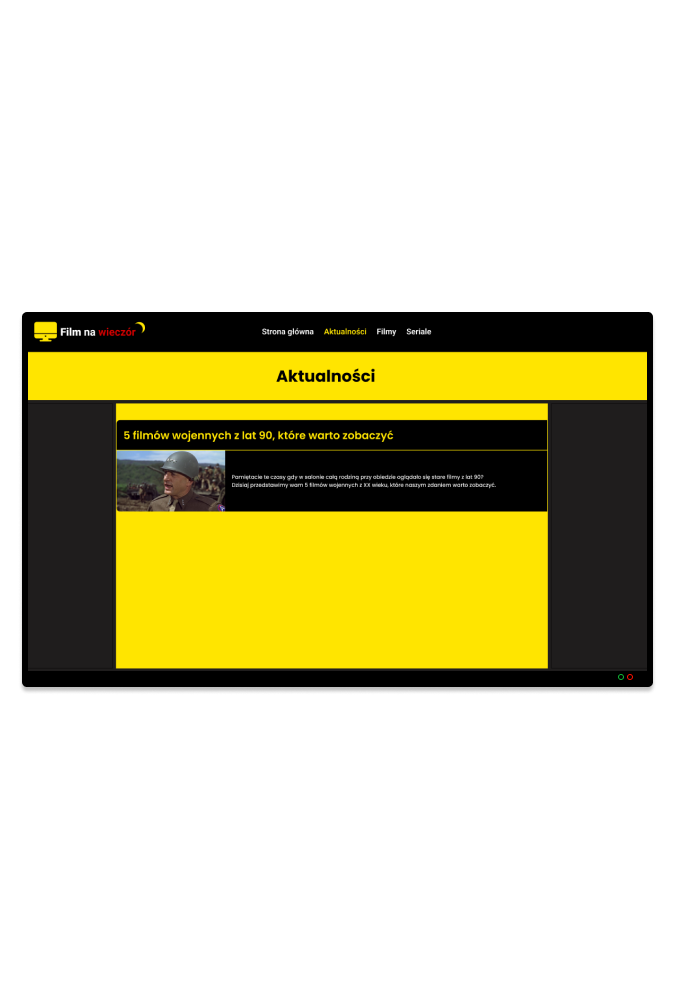 Film na wieczór
Strona główna Aktualności Filmy Seriale
Aktualności
5 filmów wojennych z lat 90, które warto zobaczyć
Pamiętacie te czasy gdy w salonie całą rodziną przy obiedzie oglądało się stare filmy z lat 90?
Dzisiaj przedstawimy wam 5 filmów wojennych z XX wieku, które naszym zdaniem warto zobaczyć.